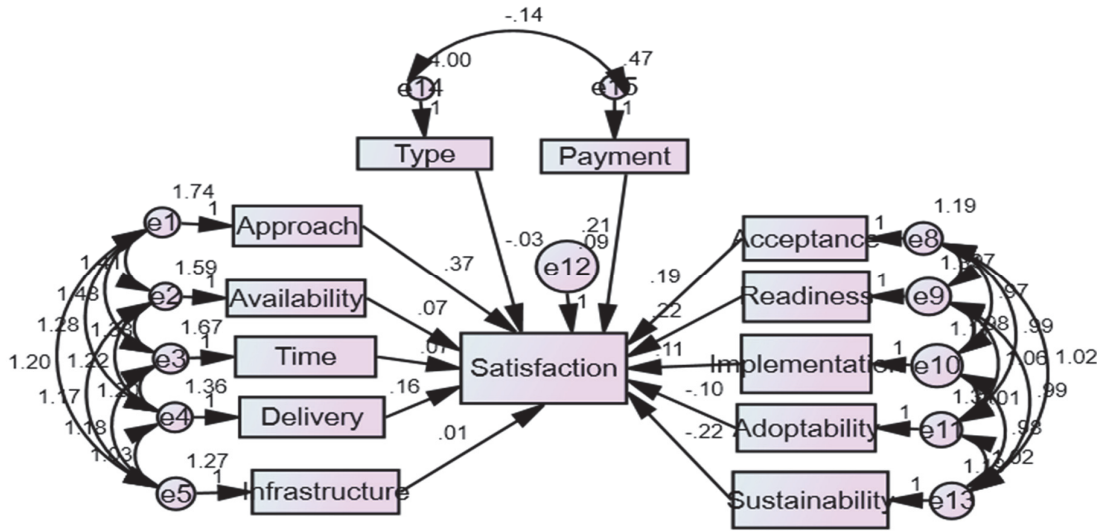 -.14
4.00
.47
e14
e15
1
1
Type
Payment
1.74
e1
1
Approach
1.19
Acceptance
1
e8
-.03
.21
.09
e12
1
.37
.19
1.59
e2
1
Availability
Readiness
1
e9
.97
.07
.22
1.48
1.28
1.67
e3
1
Time
.11
Implementation
1
e10
.99
1.06
1.02
1.20
1.22
Satisfaction
1.36
e4
1
Delivery
.16
-.10
Adoptability
1
e11
.99
1.17
1.18
.01
-.22
.98
1.03
1.27
e5
1
Infrastructure
Sustainability
1
e13